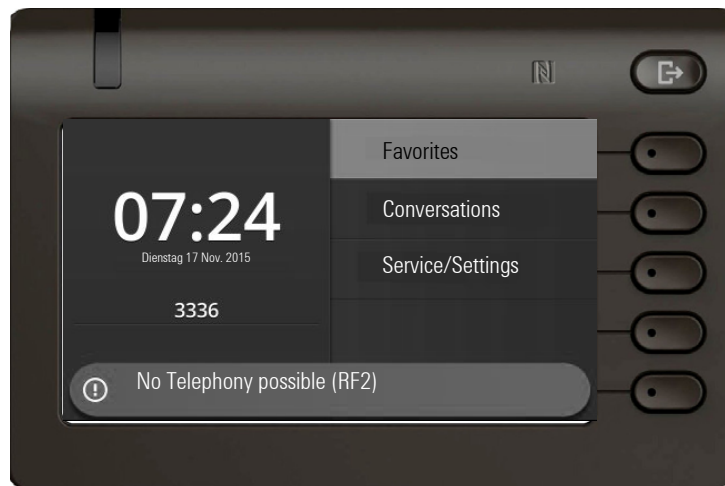 07:24
Dienstag 17 Nov. 2015
3336
Favorites
Conversations
Service/Settings
No Telephony possible (RF2)